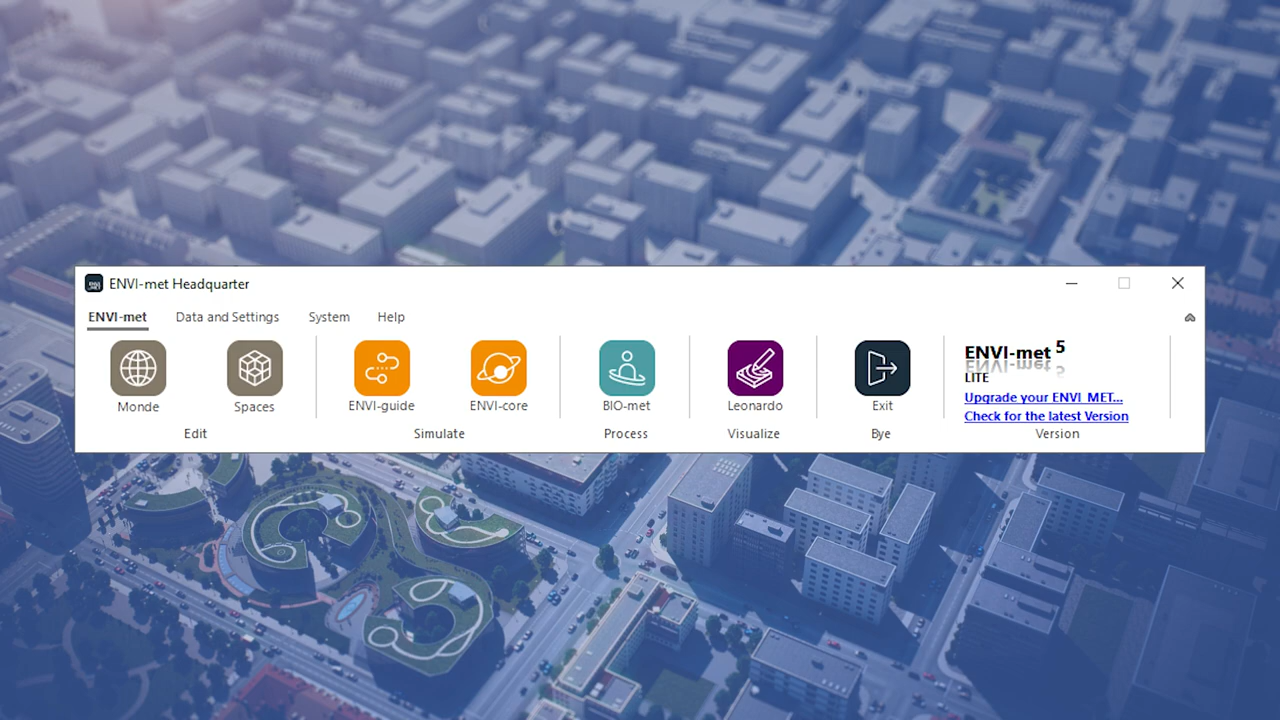 ENVI-met Headquarter
ENVI-met Data and Settings System Help
Monde Spaces ENVI-guide ENVI-core BIO-met Leonardo Exit
ENVI-met 5
LITE
Upgrade your ENVI_MET...
Check for the latest Version
Edit Simulate Process Visualize Bye Version